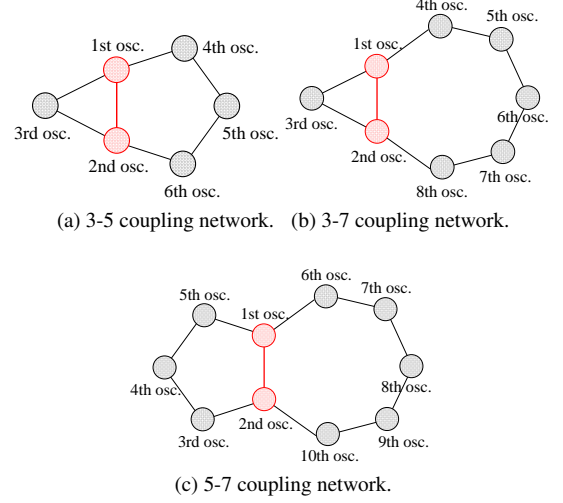 4th osc.
1st osc.
4th osc.
3rd osc.
5th osc.
2nd osc.
6th osc.
(a) 3-5 coupling network.
1st osc.
5th osc.
3rd osc.
6th osc.
2nd osc.
7th osc.
8th osc.
(b) 3-7 coupling network.
6th osc.
5th osc.
7th osc.
1st osc.
4th osc.
8th osc.
3rd osc.
2nd osc.
9th osc.
10th osc.
(c) 5-7 coupling network.